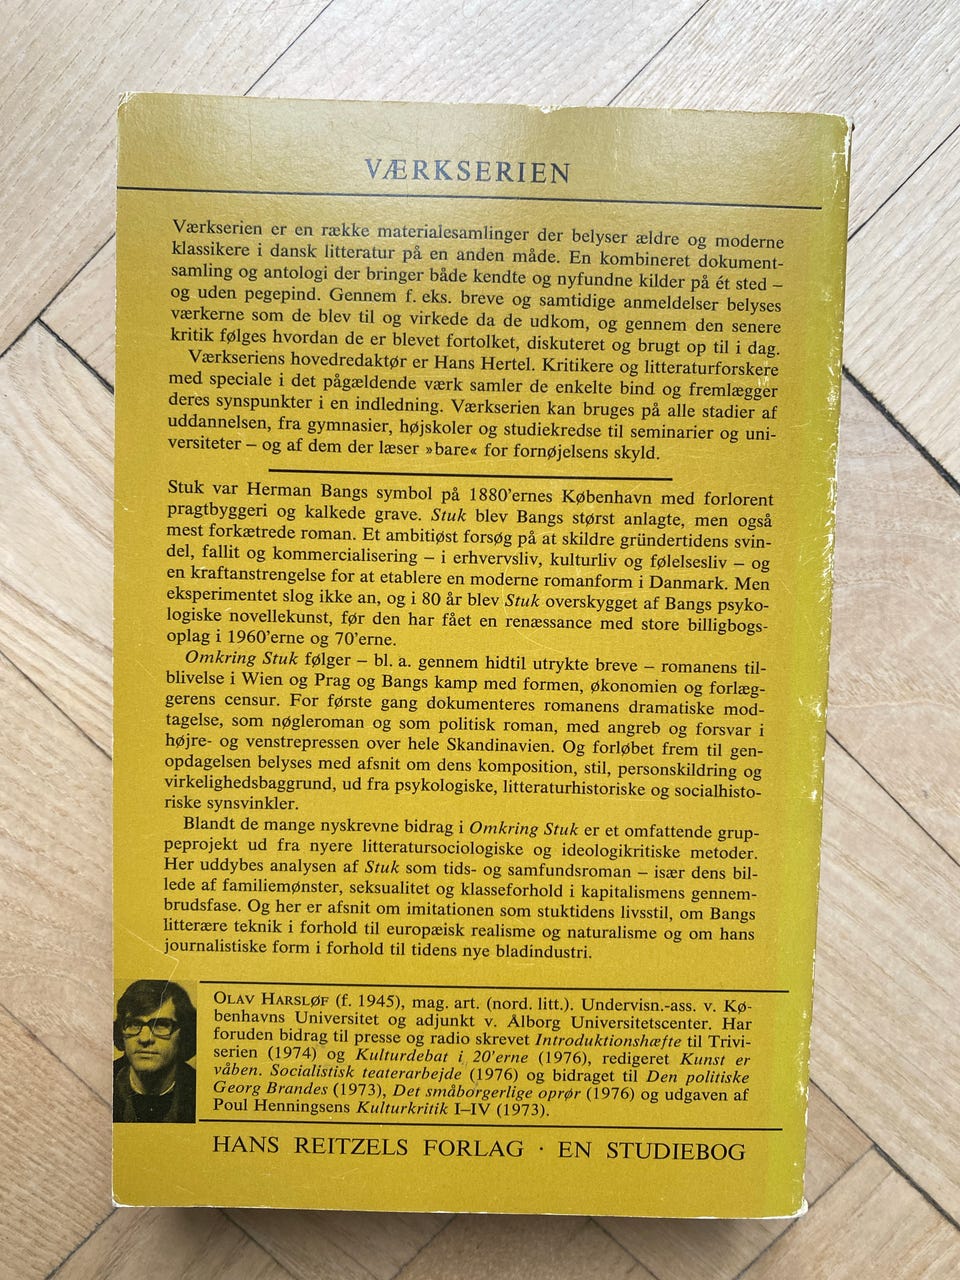 VÆRKSERIEN
Værkserien er en række materialesamlinger der belyser ældre og moderne
klassikere i dansk litteratur på en anden måde. En kombineret dokument-
samling og antologi der bringer både kendte og nyfundne kilder på ét sted –
og uden pegepind. Gennem f. eks. breve og samtidige anmeldelser belyses
værkerne som de blev til og virkede da de udkom, og gennem den senere
kritik følges hvordan de er blevet fortolket, diskuteret og brugt op til i dag.
Værkseriens hovedredaktør er Hans Hertel. Kritikere og litteraturforskere
med speciale i det pågældende værk samler de enkelte bind og fremlægger
deres synspunkter i en indledning. Værkserien kan bruges på alle stadier af
uddannelsen, fra gymnasier, højskoler og studiekredse til seminarier og uni-
versiteter – og af dem der læser »bare« for fornøjelsens skyld.
Stuk var Herman Bangs symbol på 1880'ernes København med forlorent
pragtbyggeri og kalkede grave. Stuk blev Bangs størst anlagte, men også
mest forkætrede roman. Et ambitiøst forsøg på at skildre gründertidens svin-
del, fallit og kommercialisering – i erhvervsliv, kulturliv og følelsesliv – og
en kraftanstrengelse for at etablere en moderne romanform i Danmark. Men
eksperimentet slog ikke an, og i 80 år blev Stuk overskygget af Bangs psyko-
logiske novellekunst, før den har fået en renæssance med store billigbogs-
oplag i 1960'erne og 70'erne.
Omkring Stuk følger – bl. a. gennem hidtil utrykte breve – romanens til-
blivelse i Wien og Prag og Bangs kamp med formen, økonomien og forlæg-
gerens censur. For første gang dokumenteres romanens dramatiske mod-
tagelse, som nøgleroman og som politisk roman, med angreb og forsvar i
højre- og venstrepressen over hele Skandinavien. Og forløbet frem til gen-
opdagelsen belyses med afsnit om dens komposition, stil, personskildring og
virkelighedsbaggrund, ud fra psykologiske, litteraturhistoriske og socialhisto-
riske synsvinkler.
Blandt de mange nyskrevne bidrag i Omkring Stuk er et omfattende grup-
peprojekt ud fra nyere litteratursociologiske og ideologikritiske metoder.
Her uddybes analysen af Stuk som tids- og samfundsroman – især dens bil-
lede af familiemønster, seksualitet og klasseforhold i kapitalismens gennem-
brudsfase. Og her er afsnit om imitationen som stuktidens livsstil, om Bangs
litterære teknik i forhold til europæisk realisme og naturalisme og om hans
journalistiske form i forhold til tidens nye bladindustri.
OLAV HARSLØF (f. 1945), mag. art. (nord. litt.). Undervisn.-ass. v. Kø-
benhavns Universitet og adjunkt v. Ålborg Universitetscenter. Har
foruden bidrag til presse og radio skrevet Introduktionshæfte til Trivi-
serien (1974) og Kulturdebat i 20'erne (1976), redigeret Kunst er
våben. Socialistisk teaterarbejde (1976) og bidraget til Den politiske
Georg Brandes (1973), Det småborgerlige oprør (1976) og udgaven af
Poul Henningsens Kulturkritik I–IV (1973).
HANS REITZELS FORLAG · EN STUDIEBOG